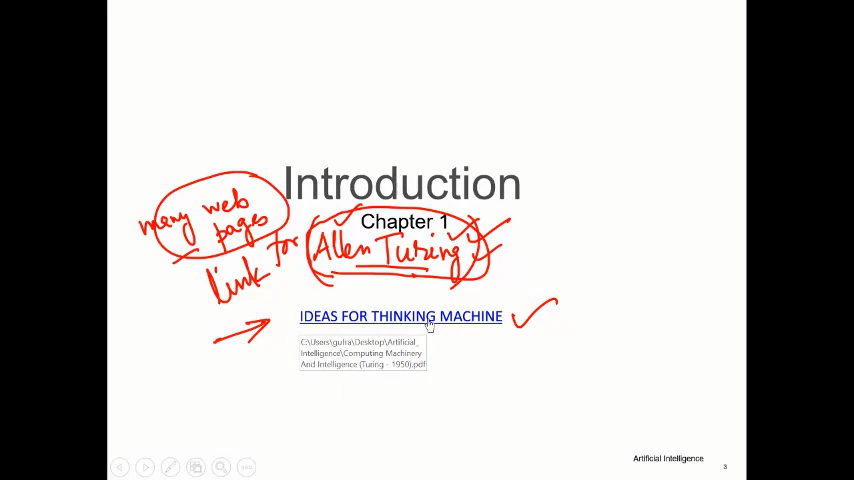 Introduction
Chapter 1
many web
pages
link for Allen Turing
IDEAS FOR THINKING MACHINE
C:\Users\gufra\Desktop\Artificial_
Intelligence\Computing Machinery
And Intelligence (Turing - 1950).pdf
Artificial Intelligence
3